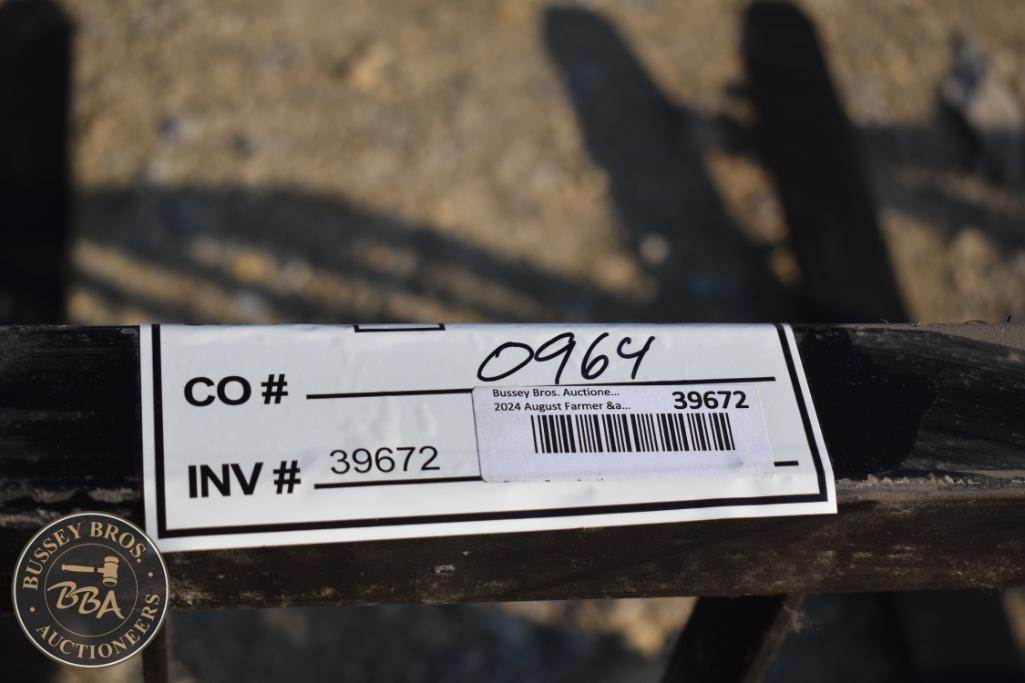 CO # 0964
Bussey Bros. Auctione...
2024 August Farmer &a... 39672
INV # 39672
BUSSEY BROS.
BBA
AUCTIONEERS